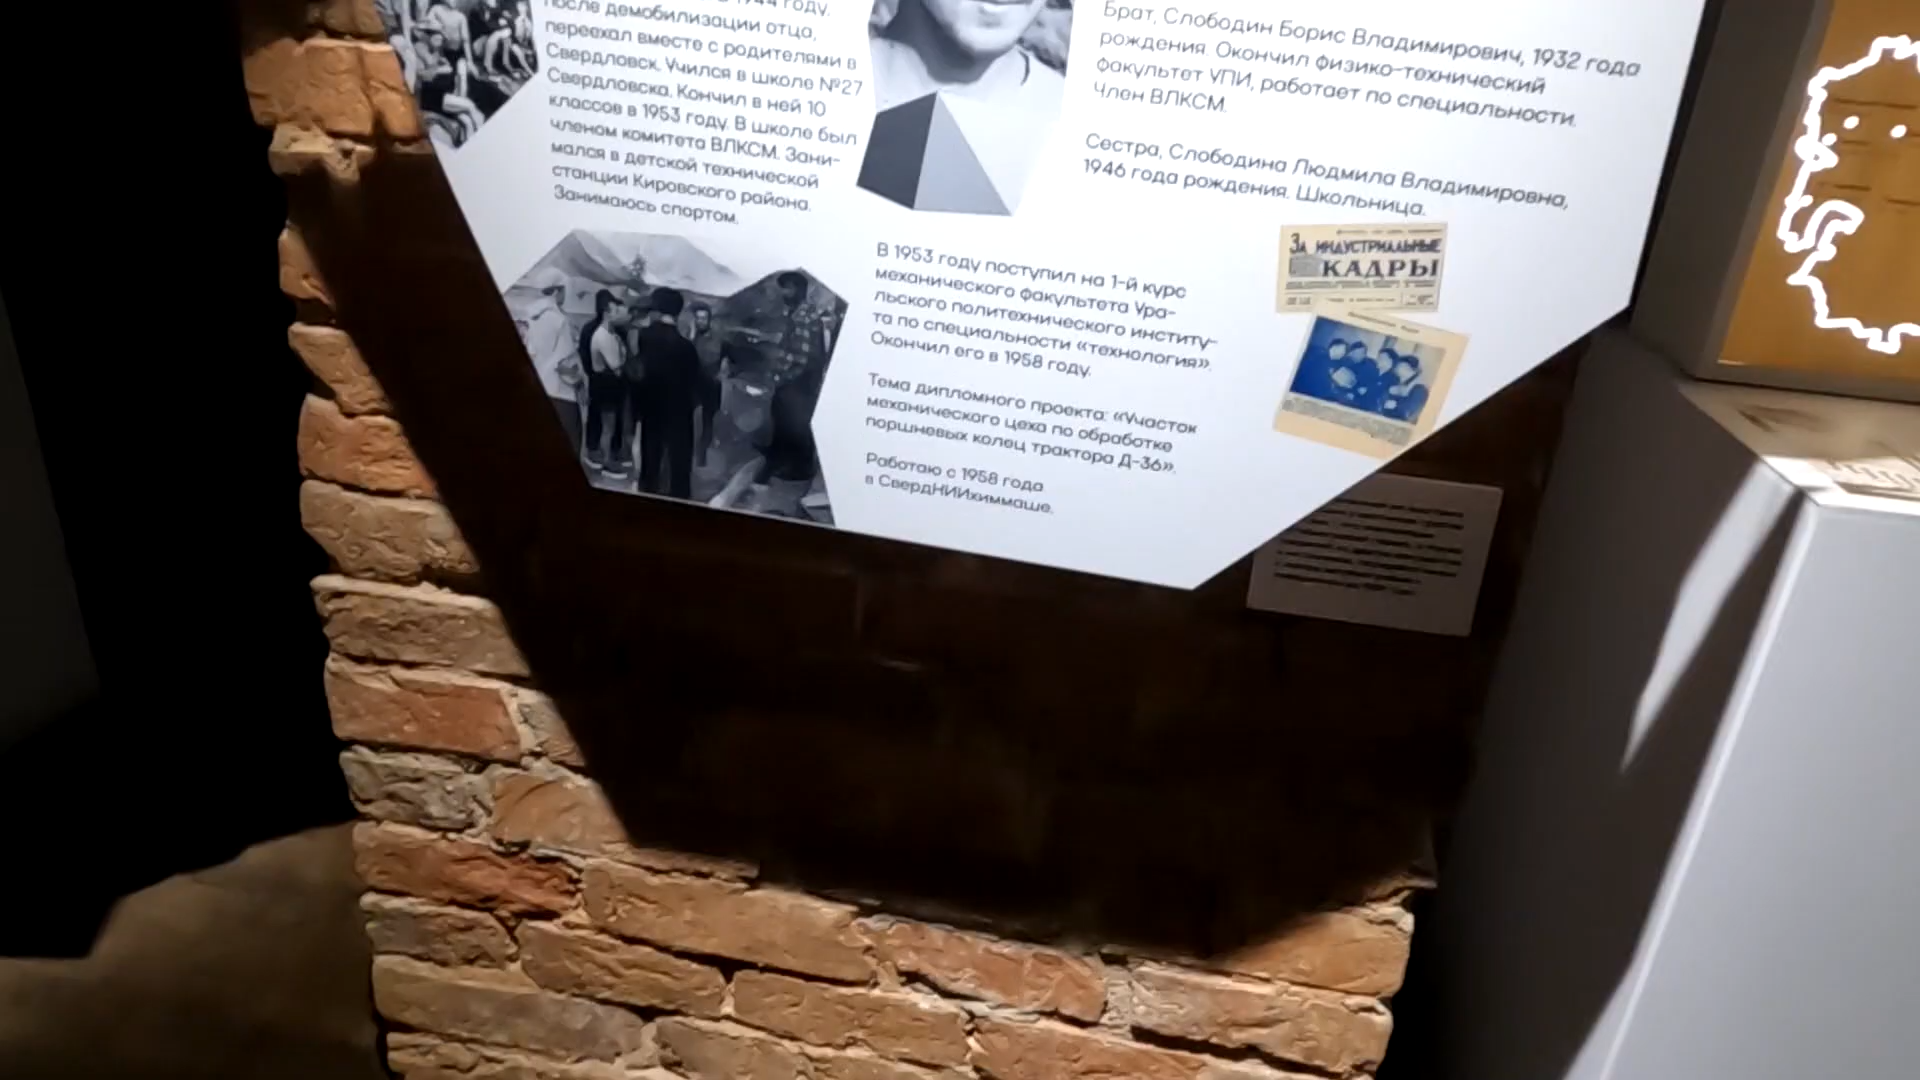 году.
после демобилизации отца,
переехал вместе с родителями в
Свердловск. Учился в школе №27
Свердловска. Кончил в ней 10
классов в 1953 году. В школе был
членом комитета ВЛКСМ. Зани-
мался в детской технической
станции Кировского района.
Занимаюсь спортом.
В 1953 году поступил на 1-й курс
механического факультета Ура-
льского политехнического институ-
та по специальности «технология».
Окончил его в 1958 году.
Тема дипломного проекта: «Участок
механического цеха по обработке
поршневых колец трактора Д-36».
Работаю с 1958 года
в СвердНИИхиммаше.
Брат, Слободин Борис Владимирович, 1932 года
рождения. Окончил физико-технический
факультет УПИ, работает по специальности.
Член ВЛКСМ.
Сестра, Слободина Людмила Владимировна,
1946 года рождения. Школьница.
За ИНДУСТРИАЛЬНЫЕ
КАДРЫ